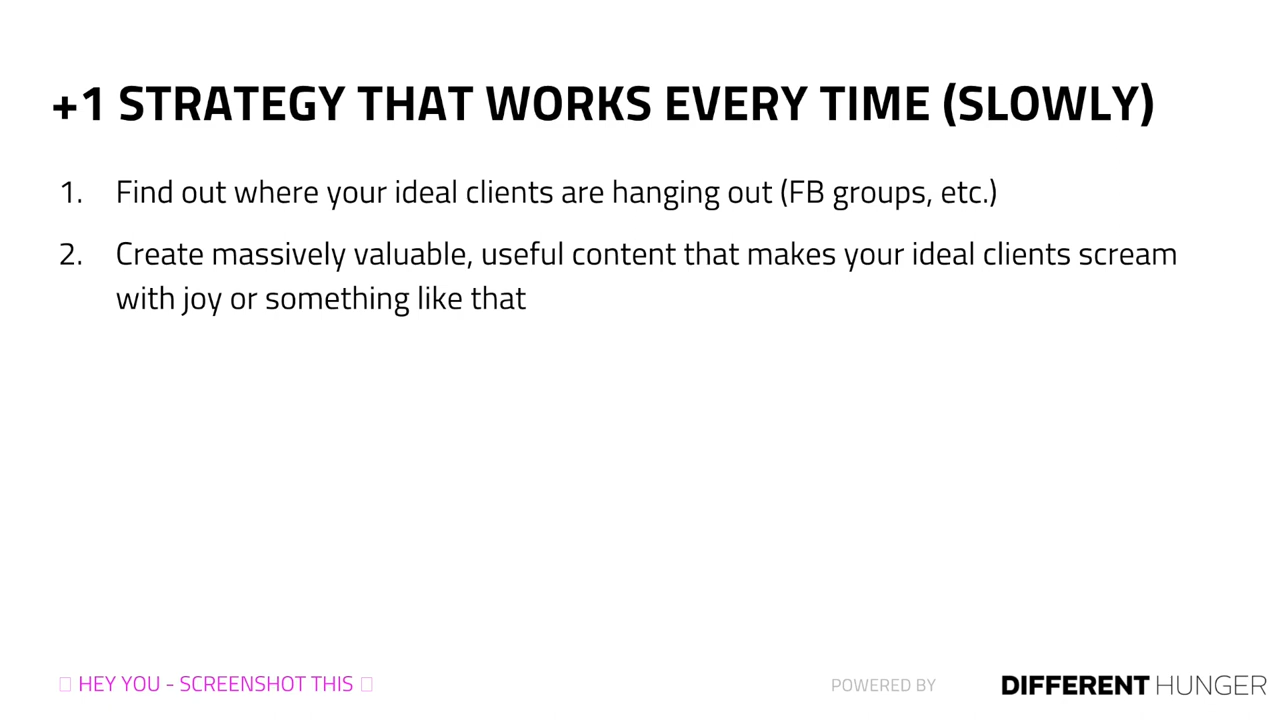 +1 STRATEGY THAT WORKS EVERY TIME (SLOWLY)
1. Find out where your ideal clients are hanging out (FB groups, etc.)
2. Create massively valuable, useful content that makes your ideal clients scream
with joy or something like that
HEY YOU - SCREENSHOT THIS
POWERED BY DIFFERENT HUNGER